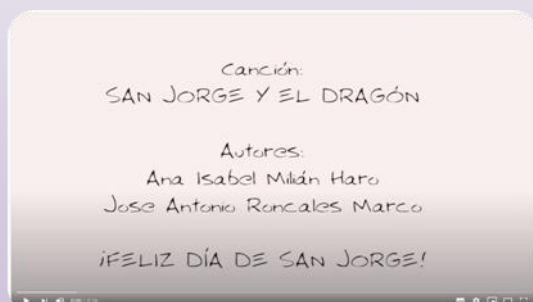 Canción:
SAN JORGE Y EL DRAGÓN
Autores:
Ana Isabel Milián Haro
Jose Antonio Roncales Marco
¡FELIZ DÍA DE SAN JORGE!